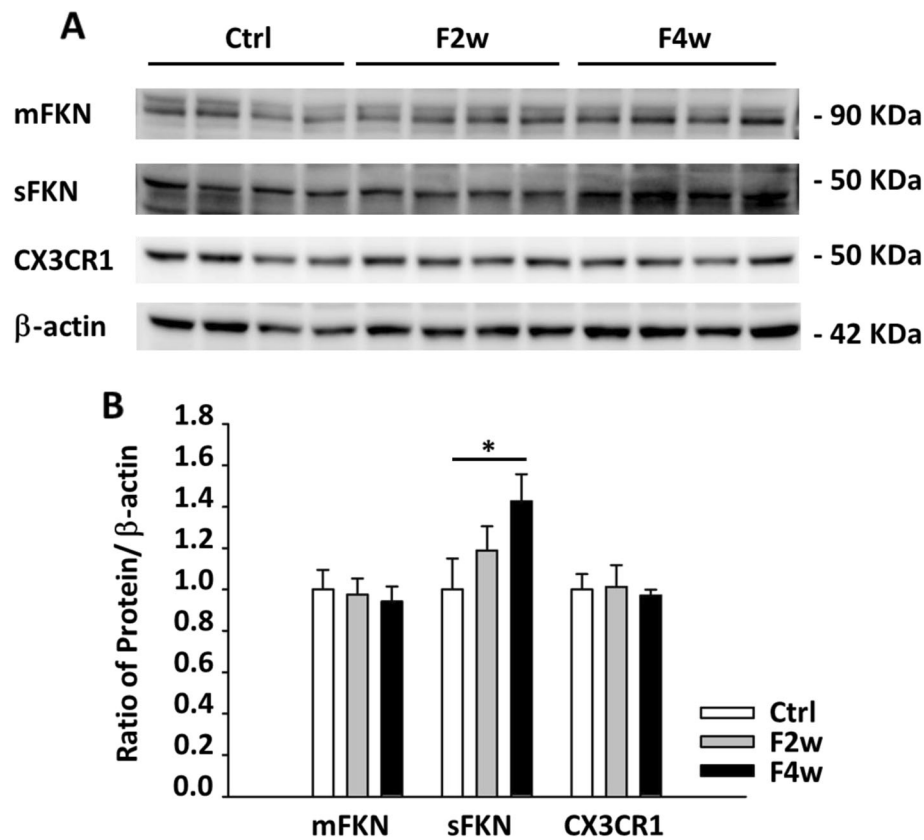 A
Ctrl F2w F4w
mFKN - 90 KDa
sFKN - 50 KDa
CX3CR1 - 50 KDa
β-actin - 42 KDa
B
Ratio of Protein/ β-actin
1.8
1.6
1.4
1.2
1.0
0.8
0.6
0.4
0.2
0.0
*
Ctrl
F2w
F4w
mFKN sFKN CX3CR1